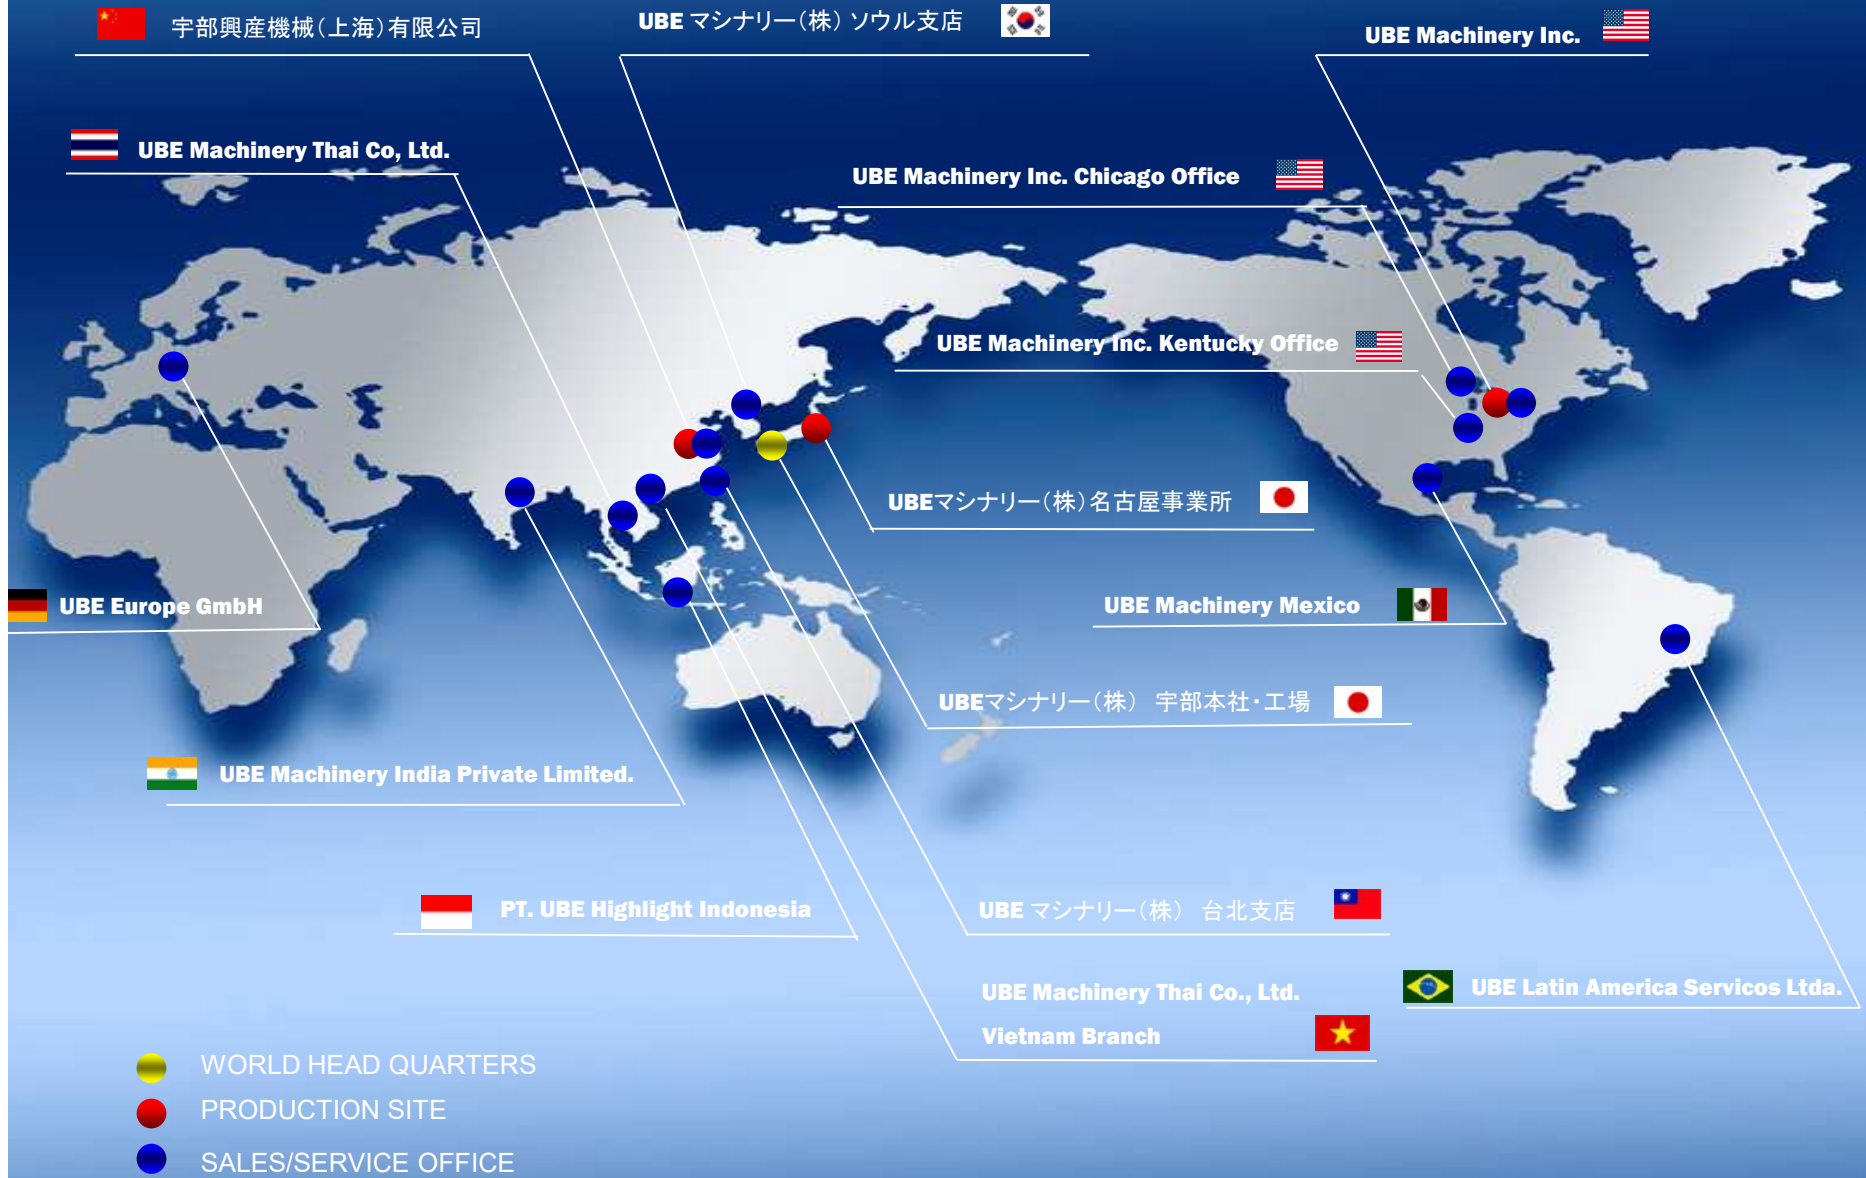 宇部興産機械(上海)有限公司
UBE マシナリー(株) ソウル支店
UBE Machinery Inc.
UBE Machinery Thai Co, Ltd.
UBE Machinery Inc. Chicago Office
UBE Machinery Inc. Kentucky Office
UBEマシナリー(株)名古屋事業所
UBE Europe GmbH
UBE Machinery Mexico
UBEマシナリー(株) 宇部本社・工場
UBE Machinery India Private Limited.
PT. UBE Highlight Indonesia
UBE マシナリー(株) 台北支店
UBE Machinery Thai Co., Ltd.
Vietnam Branch
UBE Latin America Servicos Ltda.
WORLD HEAD QUARTERS
PRODUCTION SITE
SALES/SERVICE OFFICE